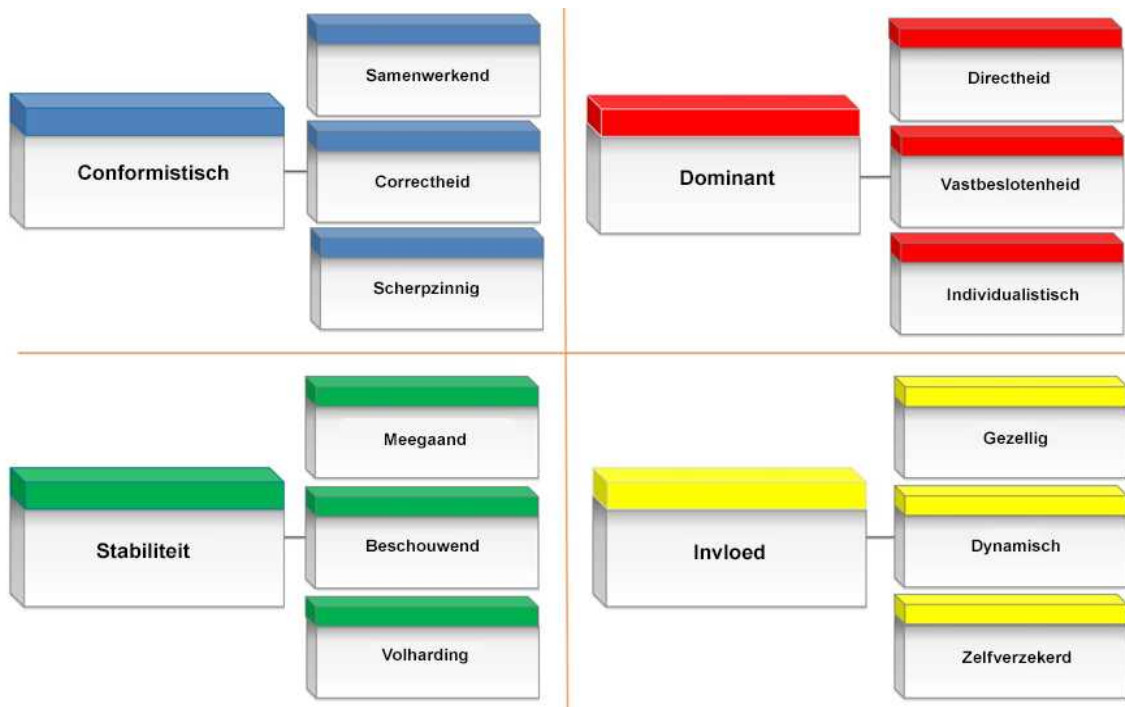 Conformistisch
Samenwerkend
Correctheid
Scherpzinnig
Dominant
Directheid
Vastbeslotenheid
Individualistisch
Stabiliteit
Meegaand
Beschouwend
Volharding
Invloed
Gezellig
Dynamisch
Zelfverzekerd